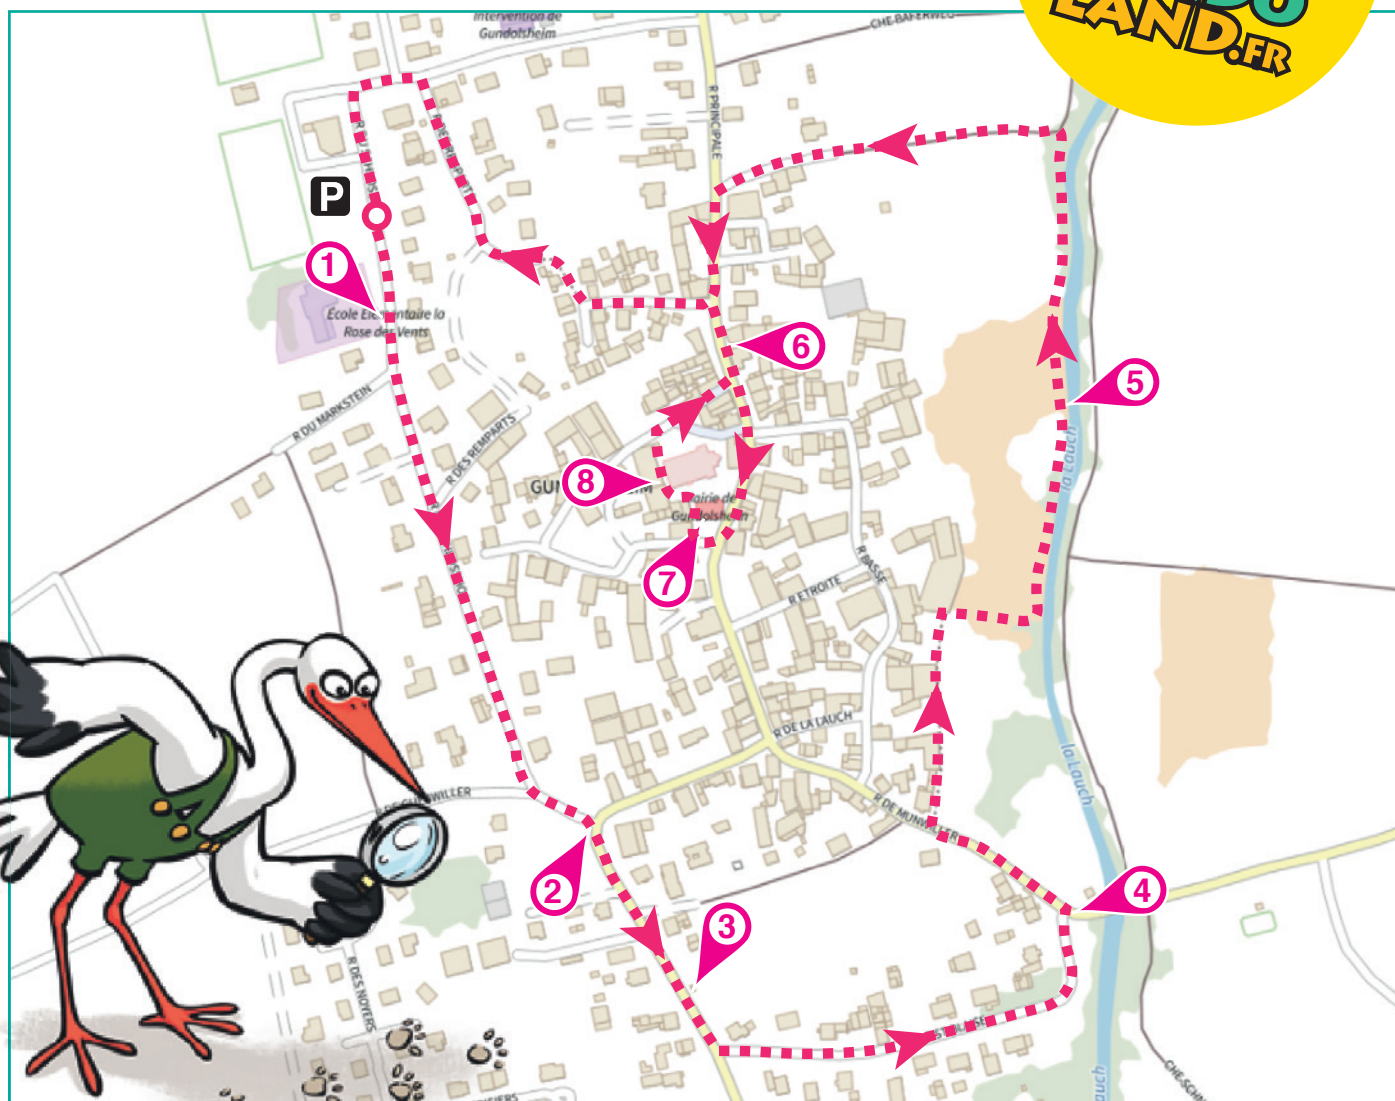 Intervention de
Gundolsheim
CHE-BAFERWEG
LAND.FR
R PRINCIPALE
P
1
École Élémentaire la
Rose des Vents
6
5
R DU MARKSTEIN
R DES REMPARTS
la Lauch
8
Mairie de
Gundolsheim
7
R BASSE
R ETROITE
R DE LA LAUCH
la Lauch
R DE MUNWILLER
2
4
3
R DES NOYERS